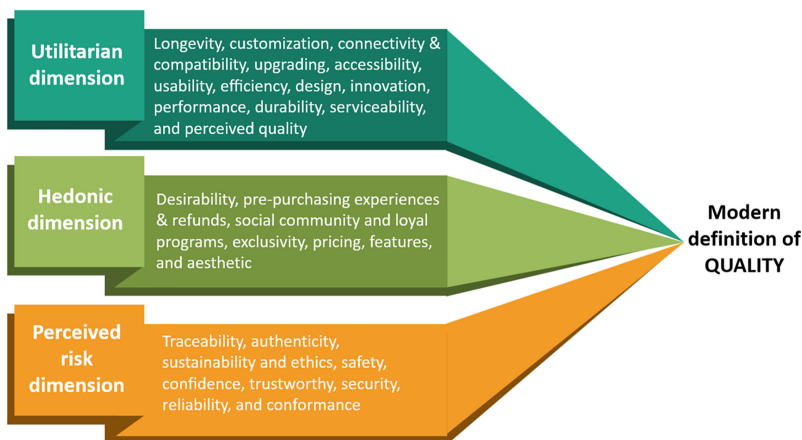 Utilitarian
dimension
Longevity, customization, connectivity &
compatibility, upgrading, accessibility,
usability, efficiency, design, innovation,
performance, durability, serviceability,
and perceived quality
Hedonic
dimension
Desirability, pre-purchasing experiences
& refunds, social community and loyal
programs, exclusivity, pricing, features,
and aesthetic
Perceived
risk
dimension
Traceability, authenticity,
sustainability and ethics, safety,
confidence, trustworthy, security,
reliability, and conformance
Modern
definition of
QUALITY